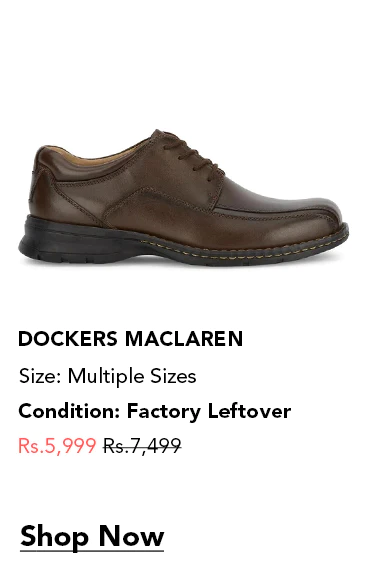 DOCKERS MACLAREN
Size: Multiple Sizes
Condition: Factory Leftover
Rs.5,999 Rs.7,499
Shop Now